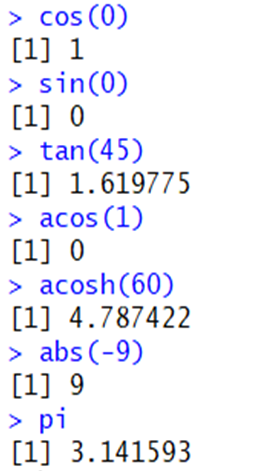 > cos(0)
[1] 1
> sin(0)
[1] 0
> tan(45)
[1] 1.619775
> acos(1)
[1] 0
> acosh(60)
[1] 4.787422
> abs(-9)
[1] 9
> pi
[1] 3.141593